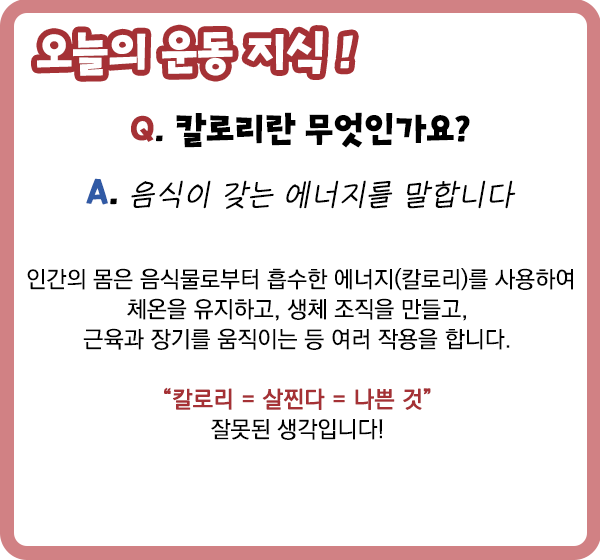 오늘의 운동 지식!
Q. 칼로리란 무엇인가요?
A. 음식이 갖는 에너지를 말합니다
인간의 몸은 음식물로부터 흡수한 에너지(칼로리)를 사용하여
체온을 유지하고, 생체 조직을 만들고,
근육과 장기를 움직이는 등 여러 작용을 합니다.
“칼로리 = 살찐다 = 나쁜 것”
잘못된 생각입니다!